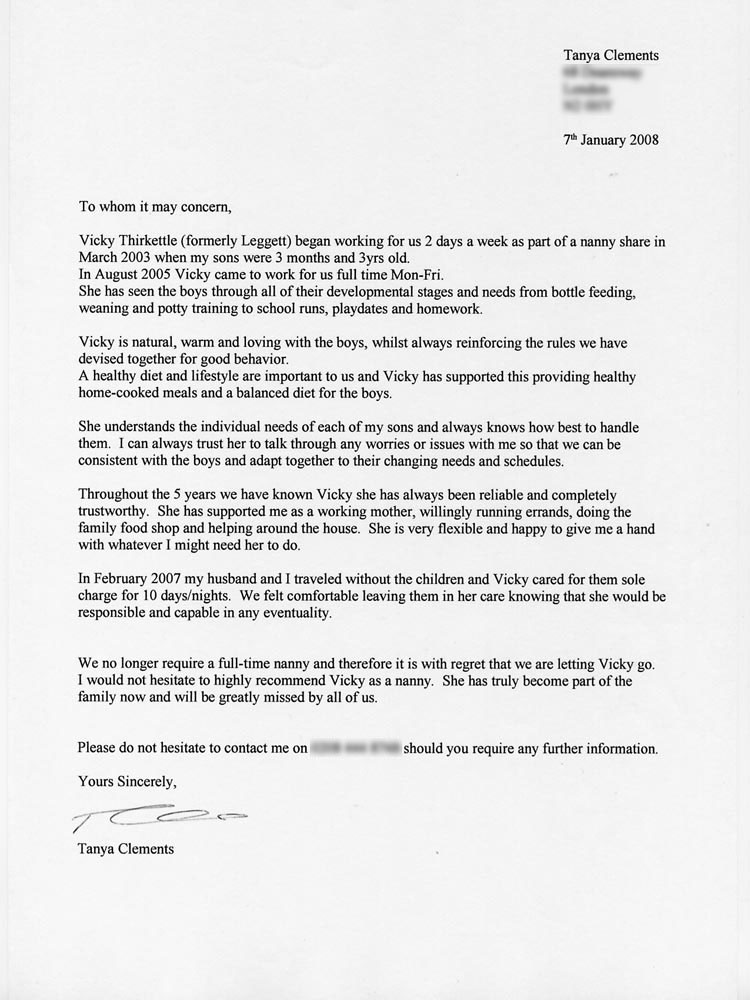 Tanya Clements
7th January 2008
To whom it may concern,
Vicky Thirkettle (formerly Leggett) began working for us 2 days a week as part of a nanny share in
March 2003 when my sons were 3 months and 3yrs old.
In August 2005 Vicky came to work for us full time Mon-Fri.
She has seen the boys through all of their developmental stages and needs from bottle feeding,
weaning and potty training to school runs, playdates and homework.
Vicky is natural, warm and loving with the boys, whilst always reinforcing the rules we have
devised together for good behavior.
A healthy diet and lifestyle are important to us and Vicky has supported this providing healthy
home-cooked meals and a balanced diet for the boys.
She understands the individual needs of each of my sons and always knows how best to handle
them.  I can always trust her to talk through any worries or issues with me so that we can be
consistent with the boys and adapt together to their changing needs and schedules.
Throughout the 5 years we have known Vicky she has always been reliable and completely
trustworthy.  She has supported me as a working mother, willingly running errands, doing the
family food shop and helping around the house.  She is very flexible and happy to give me a hand
with whatever I might need her to do.
In February 2007 my husband and I traveled without the children and Vicky cared for them sole
charge for 10 days/nights.  We felt comfortable leaving them in her care knowing that she would be
responsible and capable in any eventuality.
We no longer require a full-time nanny and therefore it is with regret that we are letting Vicky go.
I would not hesitate to highly recommend Vicky as a nanny.  She has truly become part of the
family now and will be greatly missed by all of us.
Please do not hesitate to contact me on should you require any further information.
Yours Sincerely,
Tanya Clements